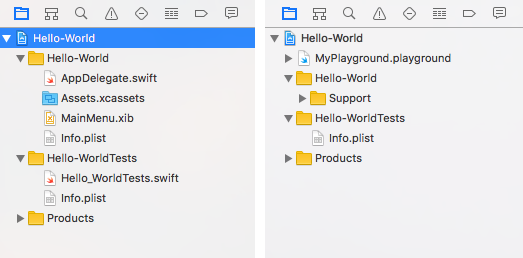 Hello-World
Hello-World
AppDelegate.swift
Assets.xcassets
MainMenu.xib
Info.plist
Hello-WorldTests
Hello_WorldTests.swift
Info.plist
Products
Hello-World
MyPlayground.playground
Hello-World
Support
Hello-WorldTests
Info.plist
Products